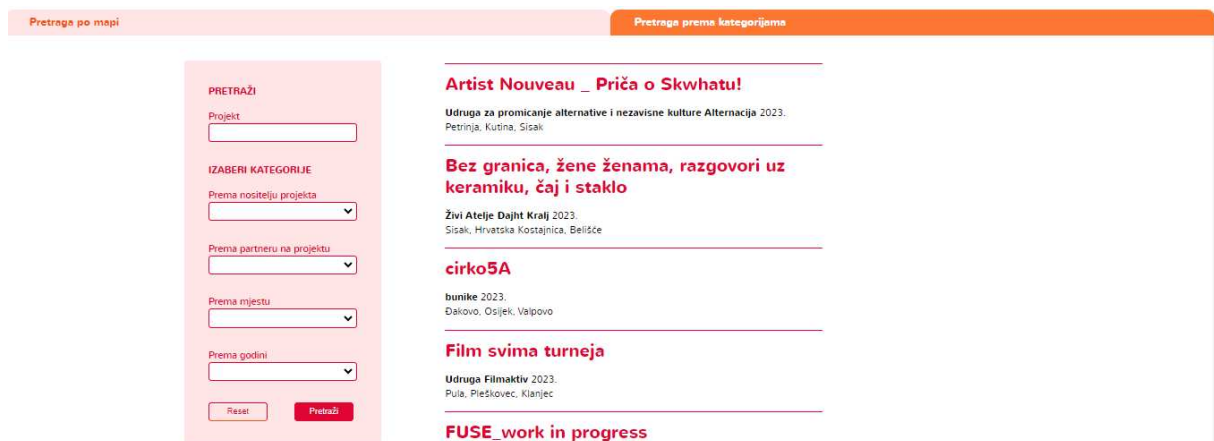 Pretraga po mapi
Pretraga prema kategorijama
PRETRAŽI
Projekt
IZABERI KATEGORIJE
Prema nositelju projekta
Prema partneru na projektu
Prema mjestu
Prema godini
Reset
Pretraži
Artist Nouveau _ Priča o Skwhatu!
Udruga za promicanje alternative i nezavisne kulture Alternacija 2023.
Petrinja, Kutina, Sisak
Bez granica, žene ženama, razgovori uz
keramiku, čaj i staklo
Živi Atelje Dajht Kralj 2023.
Sisak, Hrvatska Kostajnica, Belišće
cirko5A
bunike 2023.
Đakovo, Osijek, Valpovo
Film svima turneja
Udruga Filmaktiv 2023.
Pula, Pleškovec, Klanjec
FUSE_work in progress